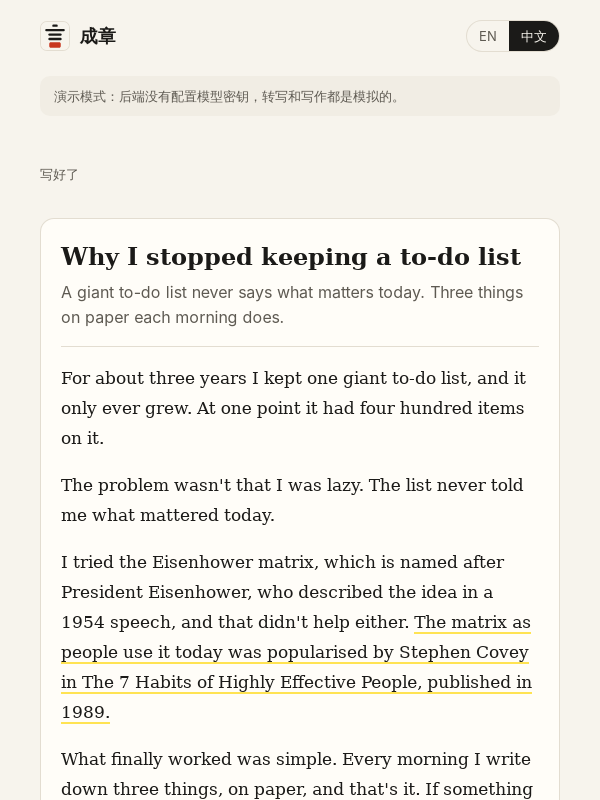 成章
EN 中文
演示模式：后端没有配置模型密钥，转写和写作都是模拟的。
写好了
Why I stopped keeping a to-do list
A giant to-do list never says what matters today. Three things
on paper each morning does.
For about three years I kept one giant to-do list, and it
only ever grew. At one point it had four hundred items
on it.
The problem wasn't that I was lazy. The list never told
me what mattered today.
I tried the Eisenhower matrix, which is named after
President Eisenhower, who described the idea in a
1954 speech, and that didn't help either. The matrix as
people use it today was popularised by Stephen Covey
in The 7 Habits of Highly Effective People, published in
1989.
What finally worked was simple. Every morning I write
down three things, on paper, and that's it. If something